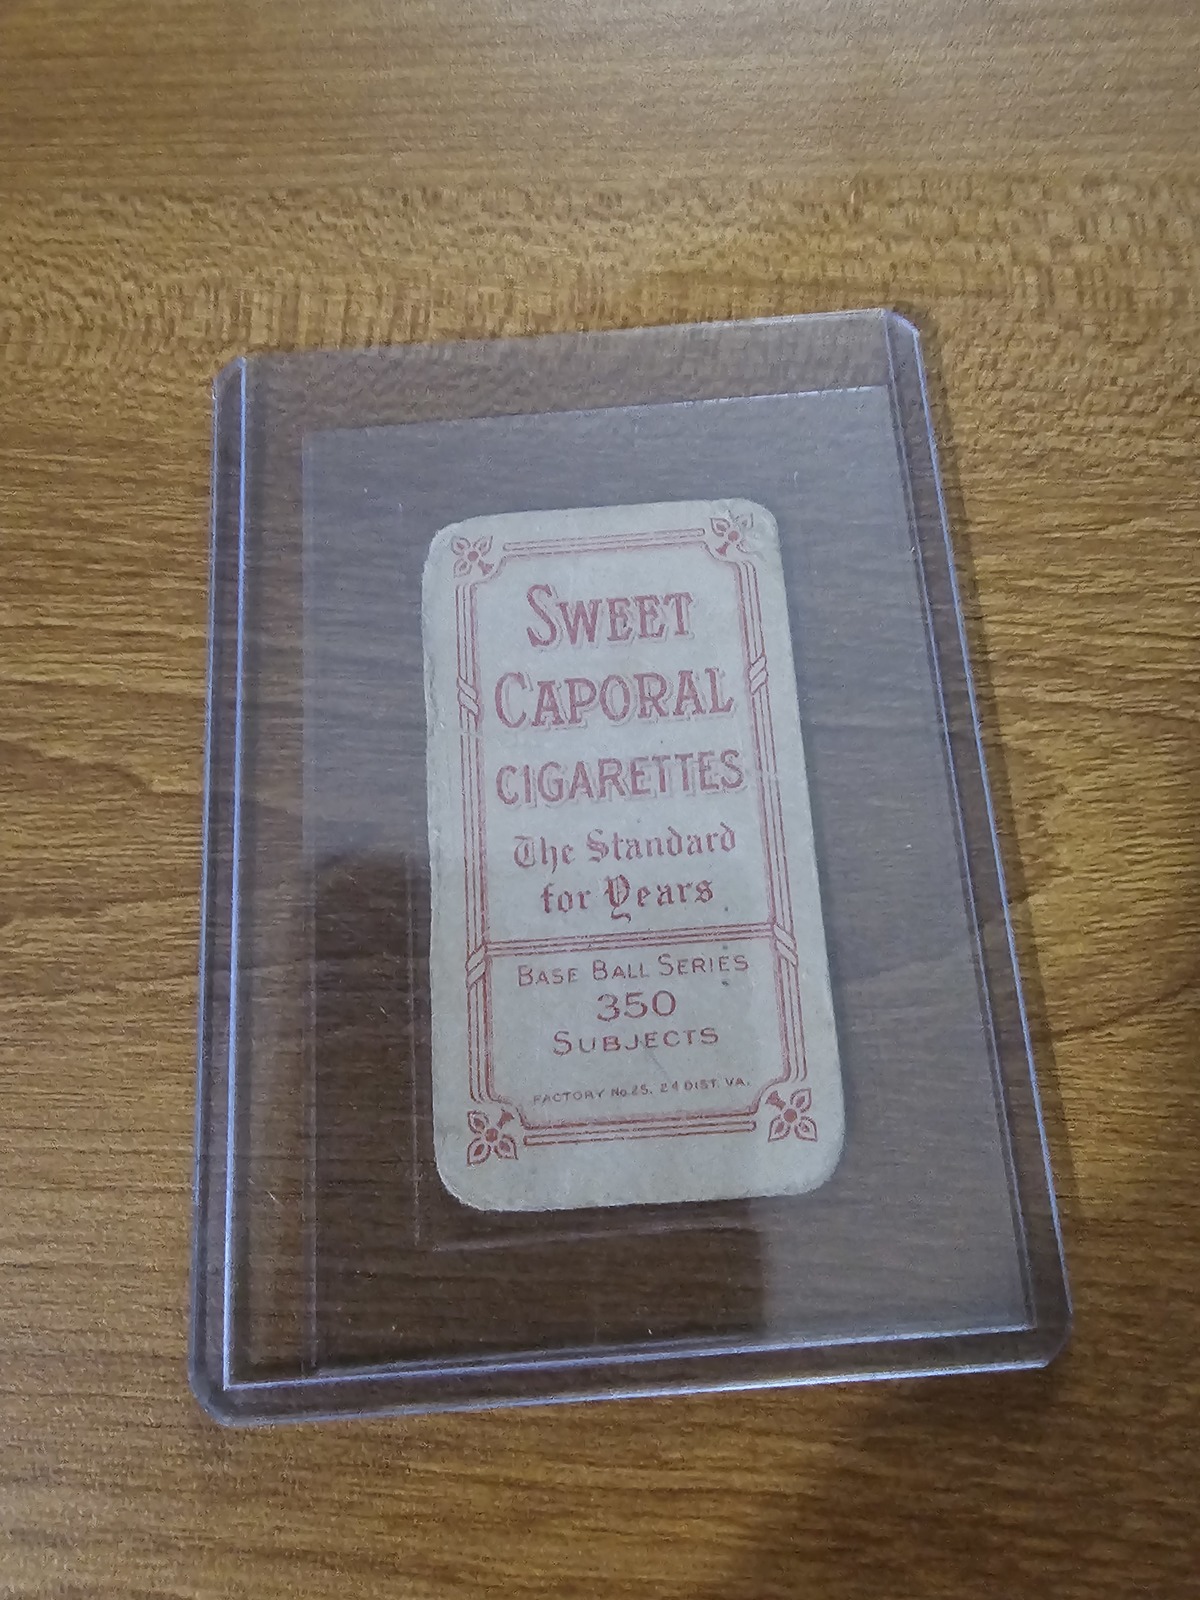 SWEET
CAPORAL
CIGARETTES
The Standard
for Years
BASE BALL SERIES
350
SUBJECTS
FACTORY No 25. 2d DIST. VA.